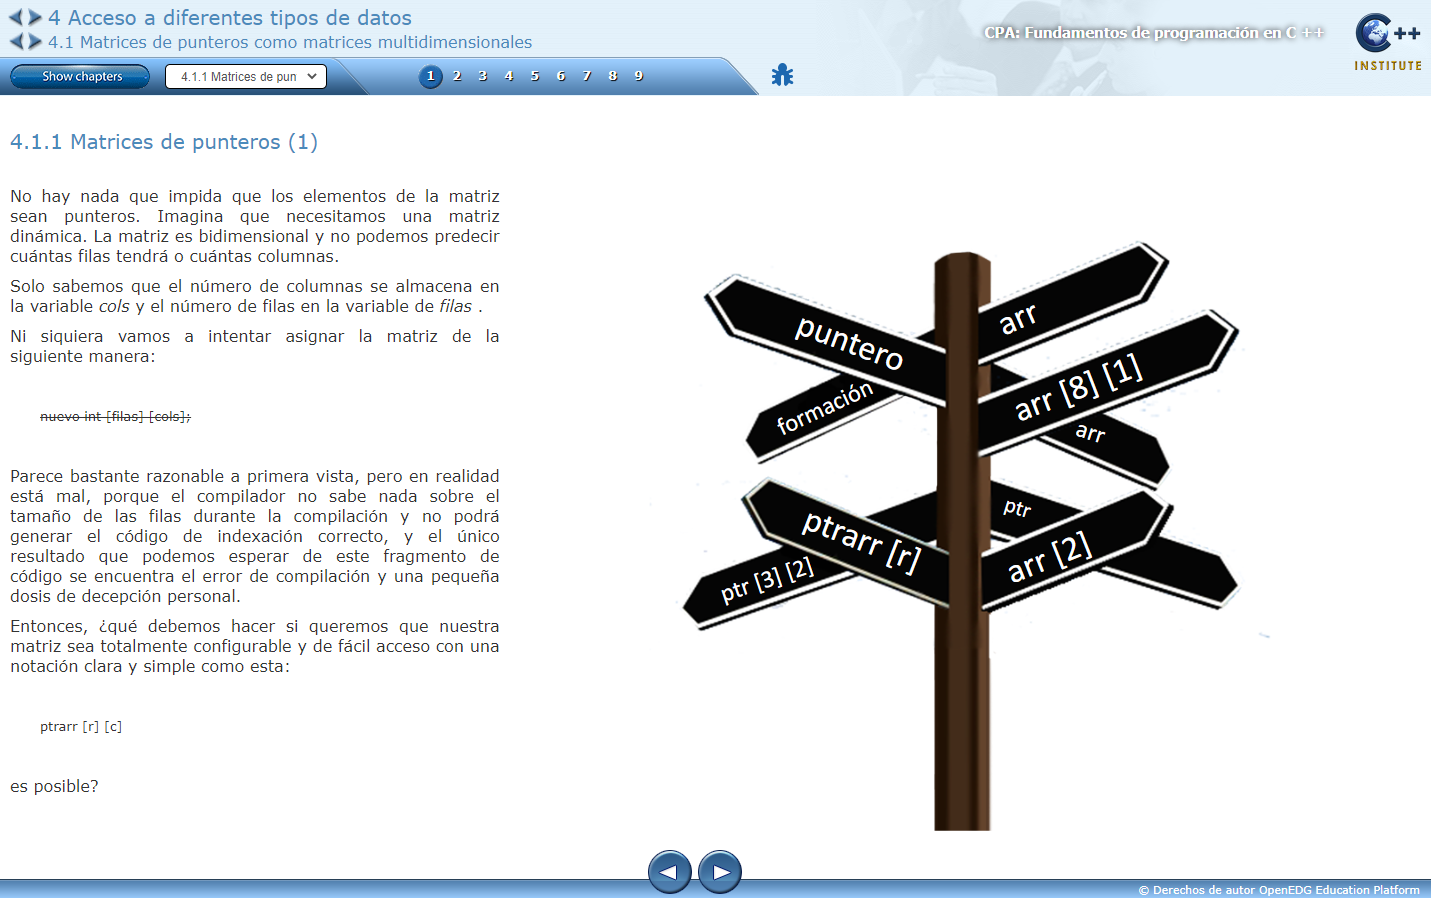 4 Acceso a diferentes tipos de datos
4.1 Matrices de punteros como matrices multidimensionales
CPA: Fundamentos de programación en C ++
C++
INSTITUTE
Show chapters
4.1.1 Matrices de pun
1 2 3 4 5 6 7 8 9
4.1.1 Matrices de punteros (1)
No hay nada que impida que los elementos de la matriz
sean punteros. Imagina que necesitamos una matriz
dinámica. La matriz es bidimensional y no podemos predecir
cuántas filas tendrá o cuántas columnas.
Solo sabemos que el número de columnas se almacena en
la variable cols y el número de filas en la variable de filas .
Ni siquiera vamos a intentar asignar la matriz de la
siguiente manera:
nuevo int [filas] [cols];
Parece bastante razonable a primera vista, pero en realidad
está mal, porque el compilador no sabe nada sobre el
tamaño de las filas durante la compilación y no podrá
generar el código de indexación correcto, y el único
resultado que podemos esperar de este fragmento de
código se encuentra el error de compilación y una pequeña
dosis de decepción personal.
Entonces, ¿qué debemos hacer si queremos que nuestra
matriz sea totalmente configurable y de fácil acceso con una
notación clara y simple como esta:
ptrarr [r] [c]
es posible?
puntero
arr
formación
arr [8] [1]
arr
ptrarr [r]
ptr
ptr [3] [2]
arr [2]
© Derechos de autor OpenEDG Education Platform